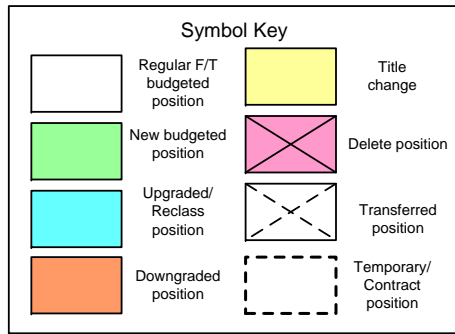 Symbol Key
Regular F/T
budgeted
position
Title
change
New budgeted
position
Delete position
Upgraded/
Reclass
position
Transferred
position
Downgraded
position
Temporary/
Contract
position